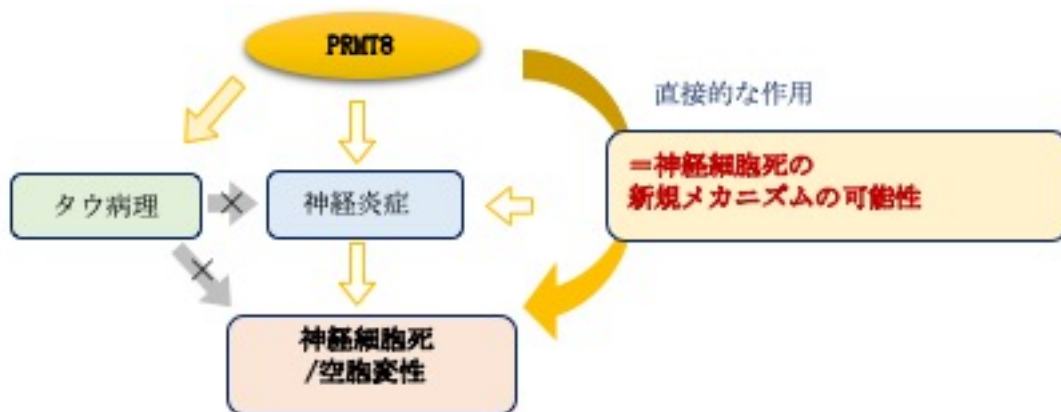 PRMT8
直接的な作用
＝神経細胞死の
新規メカニズムの可能性
タウ病理
神経炎症
神経細胞死
/空胞変性